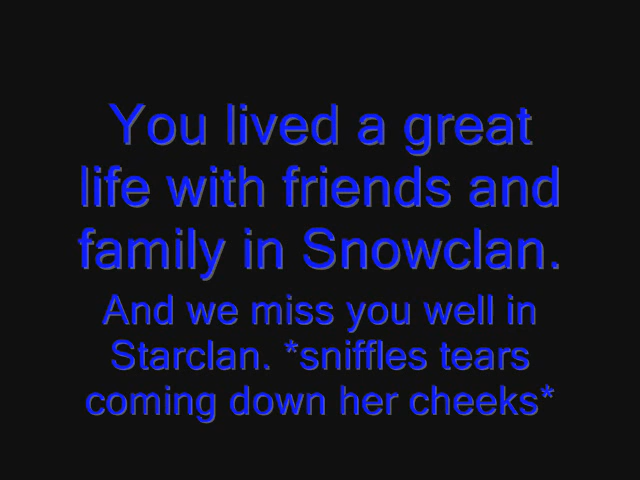 You lived a great
life with friends and
family in Snowclan.
And we miss you well in
Starclan. *sniffles tears
coming down her cheeks*